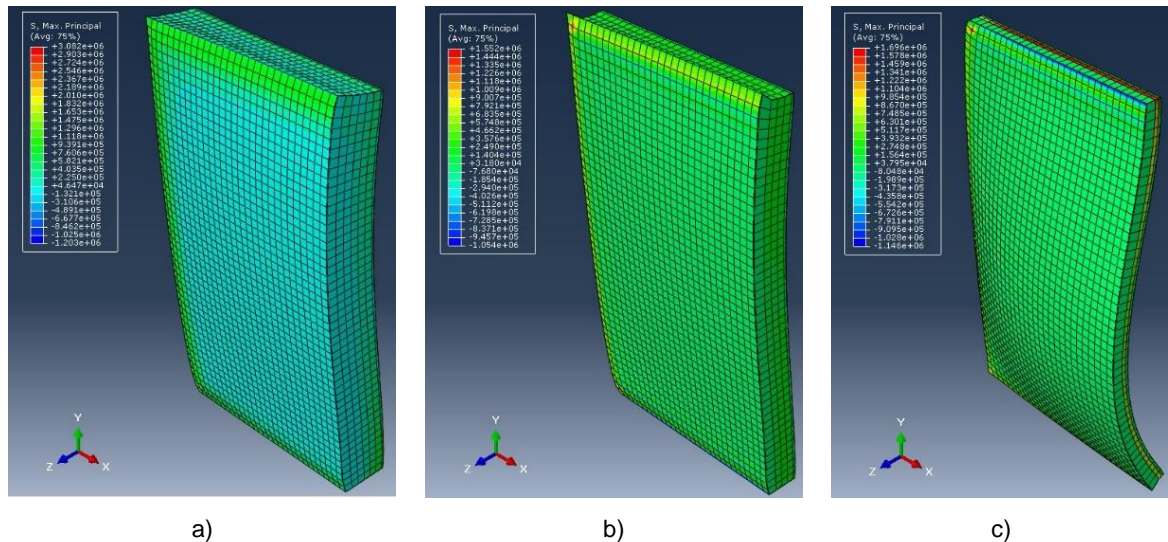 S, Max. Principal
(Avg: 75%)
+3.082e+06
+2.903e+06
+2.724e+06
+2.546e+06
+2.367e+06
+2.189e+06
+2.010e+06
+1.832e+06
+1.653e+06
+1.475e+06
+1.296e+06
+1.118e+06
+9.391e+05
+7.606e+05
+5.821e+05
+4.035e+05
+2.250e+05
+4.647e+04
-1.321e+05
-3.106e+05
-4.891e+05
-6.677e+05
-8.462e+05
-1.025e+06
-1.203e+06
Y
Z
X
a)
S, Max. Principal
(Avg: 75%)
+1.552e+06
+1.444e+06
+1.335e+06
+1.226e+06
+1.118e+06
+1.009e+06
+9.007e+05
+7.921e+05
+6.835e+05
+5.748e+05
+4.662e+05
+3.576e+05
+2.490e+05
+1.404e+05
+3.180e+04
-7.680e+04
-1.854e+05
-2.940e+05
-4.026e+05
-5.112e+05
-6.198e+05
-7.285e+05
-8.371e+05
-9.457e+05
-1.054e+06
Y
Z
X
b)
S, Max. Principal
(Avg: 75%)
+1.696e+06
+1.578e+06
+1.459e+06
+1.341e+06
+1.222e+06
+1.104e+06
+9.854e+05
+8.670e+05
+7.485e+05
+6.301e+05
+5.117e+05
+3.932e+05
+2.748e+05
+1.564e+05
+3.795e+04
-8.048e+04
-1.989e+05
-3.173e+05
-4.358e+05
-5.542e+05
-6.726e+05
-7.911e+05
-9.095e+05
-1.028e+06
-1.146e+06
Y
Z
X
c)